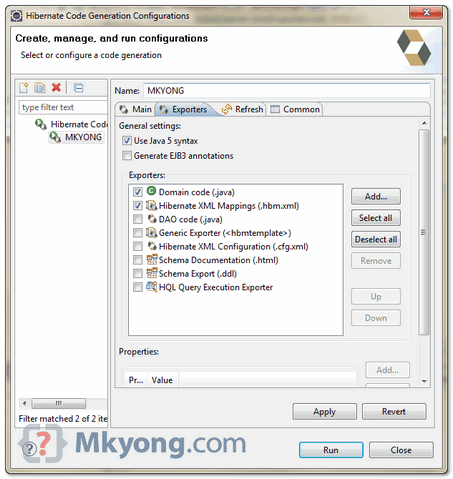 Hibernate Code Generation Configurations
Create, manage, and run configurations
Select or configure a code generation
type filter text
Hibernate Code
MKYONG
Filter matched 2 of 2 ite
Name: MKYONG
Main Exporters Refresh Common
General settings:
Use Java 5 syntax
Generate EJB3 annotations
Exporters:
Domain code (.java)
Hibernate XML Mappings (.hbm.xml)
DAO code (.java)
Generic Exporter (<hbmtemplate>)
Hibernate XML Configuration (.cfg.xml)
Schema Documentation (.html)
Schema Export (.ddl)
HQL Query Execution Exporter
Add...
Select all
Deselect all
Remove
Up
Down
Properties:
Pr... Value
Add...
Apply Revert
Mkyong.com
Run Close